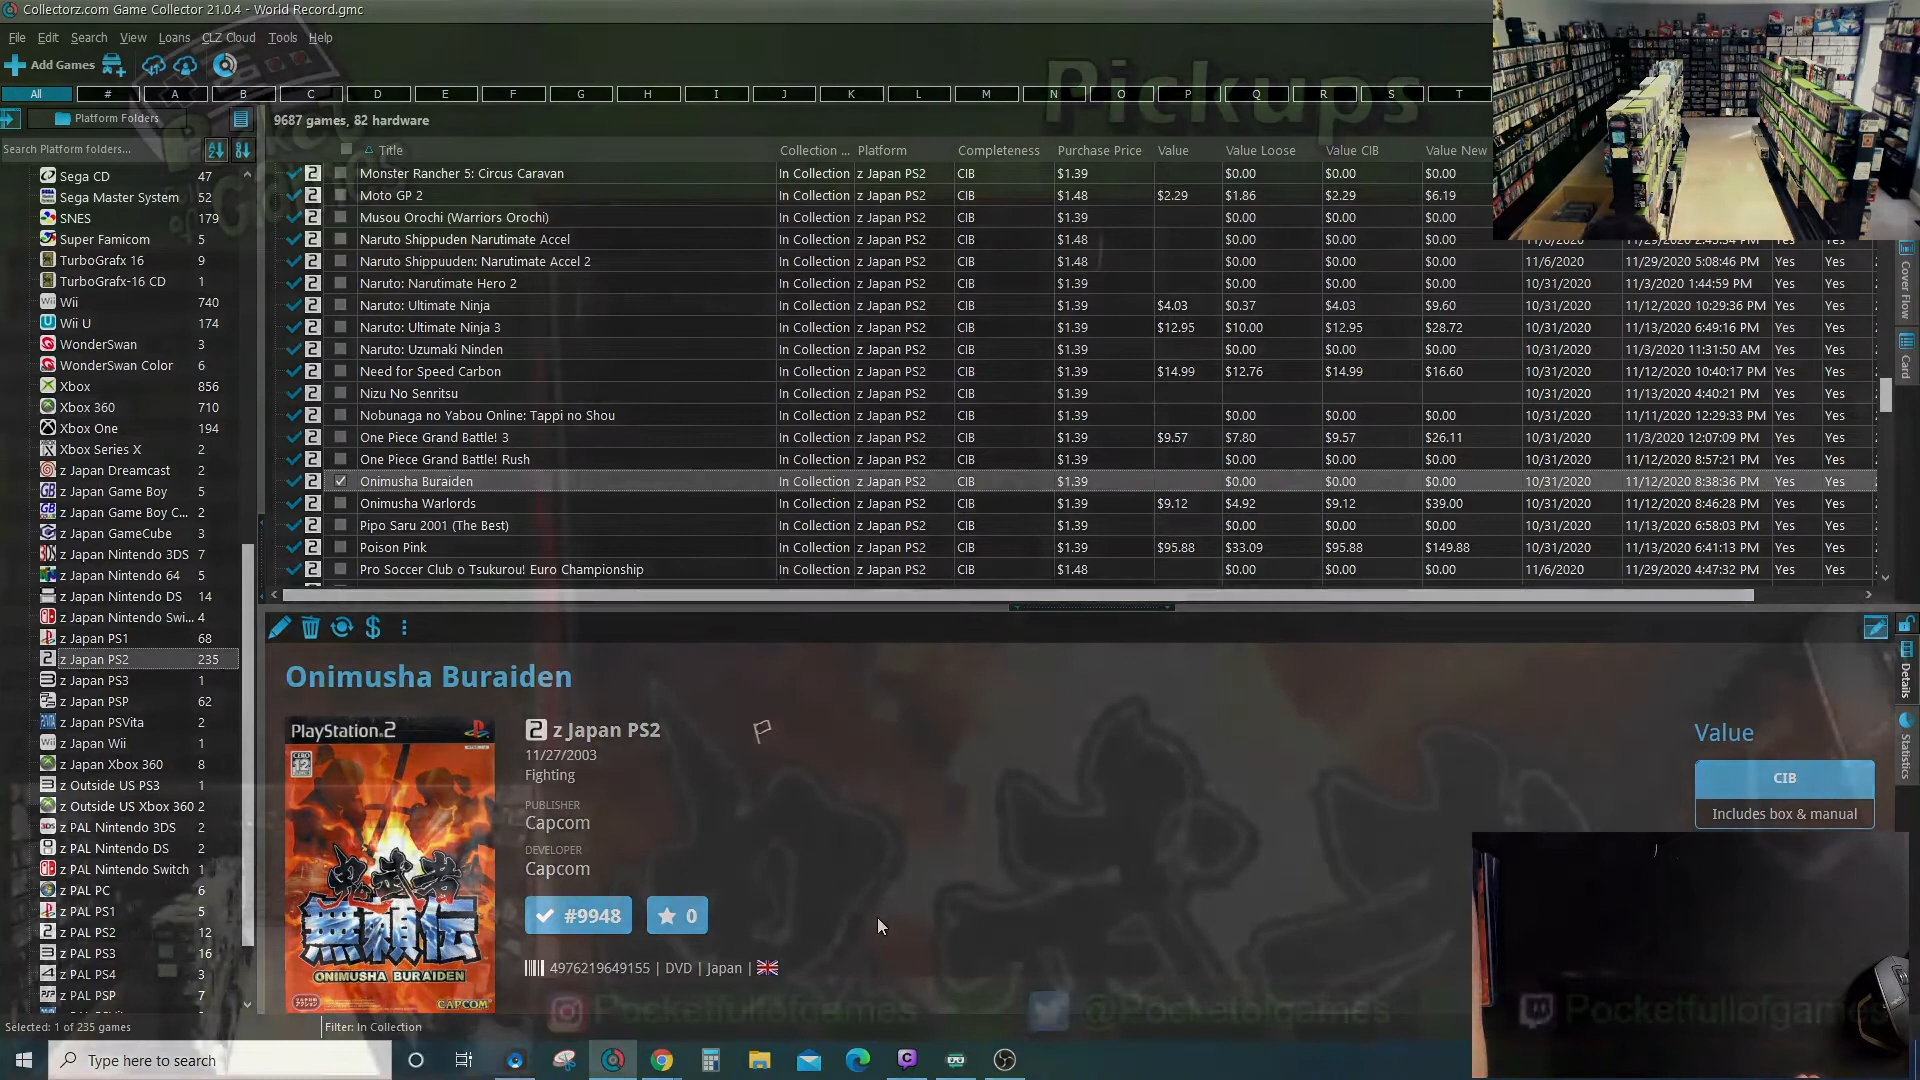 Collectorz.com Game Collector 21.0.4 - World Record.gmc
File Edit Search View Loans CLZ Cloud Tools Help
Add Games
Pickups
All # A B C D E F G H I J K L M N O P Q R S T
Platform Folders
9687 games, 82 hardware
Search Platform folders...
Title Collection ... Platform Completeness Purchase Price Value Value Loose Value CIB Value New
Sega CD 47
Sega Master System 52
SNES 179
Super Famicom 5
TurboGrafx 16 9
TurboGrafx-16 CD 1
Wii 740
Wii U 174
WonderSwan 3
WonderSwan Color 6
Xbox 856
Xbox 360 710
Xbox One 194
Xbox Series X 2
z Japan Dreamcast 2
z Japan Game Boy 5
z Japan Game Boy C... 2
z Japan GameCube 3
z Japan Nintendo 3DS 7
z Japan Nintendo 64 5
z Japan Nintendo DS 14
z Japan Nintendo Swi... 4
z Japan PS1 68
z Japan PS2 235
z Japan PS3 1
z Japan PSP 62
z Japan PSVita 2
z Japan Wii 1
z Japan Xbox 360 8
z Outside US PS3 1
z Outside US Xbox 360 2
z PAL Nintendo 3DS 2
z PAL Nintendo DS 2
z PAL Nintendo Switch 1
z PAL PC 6
z PAL PS1 5
z PAL PS2 12
z PAL PS3 16
z PAL PS4 3
z PAL PSP 7
Monster Rancher 5: Circus Caravan In Collection z Japan PS2 CIB $1.39 $0.00 $0.00 $0.00
Moto GP 2 In Collection z Japan PS2 CIB $1.48 $2.29 $1.86 $2.29 $6.19
Musou Orochi (Warriors Orochi) In Collection z Japan PS2 CIB $1.39 $0.00 $0.00 $0.00
Naruto Shippuden Narutimate Accel In Collection z Japan PS2 CIB $1.48 $0.00 $0.00 $0.00
Naruto Shippuuden: Narutimate Accel 2 In Collection z Japan PS2 CIB $1.48 $0.00 $0.00 $0.00 11/6/2020 11/29/2020 5:08:46 PM Yes Yes
Naruto: Narutimate Hero 2 In Collection z Japan PS2 CIB $1.39 $0.00 $0.00 $0.00 10/31/2020 11/3/2020 1:44:59 PM Yes Yes
Naruto: Ultimate Ninja In Collection z Japan PS2 CIB $1.39 $4.03 $0.37 $4.03 $9.60 10/31/2020 11/12/2020 10:29:36 PM Yes Yes
Naruto: Ultimate Ninja 3 In Collection z Japan PS2 CIB $1.39 $12.95 $10.00 $12.95 $28.72 10/31/2020 11/13/2020 6:49:16 PM Yes Yes
Naruto: Uzumaki Ninden In Collection z Japan PS2 CIB $1.39 $0.00 $0.00 $0.00 10/31/2020 11/3/2020 11:31:50 AM Yes Yes
Need for Speed Carbon In Collection z Japan PS2 CIB $1.39 $14.99 $12.76 $14.99 $16.60 10/31/2020 11/12/2020 10:40:17 PM Yes Yes
Nizu No Senritsu In Collection z Japan PS2 CIB $1.39 10/31/2020 11/13/2020 4:40:21 PM Yes Yes
Nobunaga no Yabou Online: Tappi no Shou In Collection z Japan PS2 CIB $1.39 $0.00 $0.00 $0.00 10/31/2020 11/11/2020 12:29:33 PM Yes Yes
One Piece Grand Battle! 3 In Collection z Japan PS2 CIB $1.39 $9.57 $7.80 $9.57 $26.11 10/31/2020 11/3/2020 12:07:09 PM Yes Yes
One Piece Grand Battle! Rush In Collection z Japan PS2 CIB $1.39 $0.00 $0.00 $0.00 10/31/2020 11/12/2020 8:57:21 PM Yes Yes
Onimusha Buraiden In Collection z Japan PS2 CIB $1.39 $0.00 $0.00 $0.00 10/31/2020 11/12/2020 8:38:36 PM Yes Yes
Onimusha Warlords In Collection z Japan PS2 CIB $1.39 $9.12 $4.92 $9.12 $39.00 10/31/2020 11/12/2020 8:46:28 PM Yes Yes
Pipo Saru 2001 (The Best) In Collection z Japan PS2 CIB $1.39 $0.00 $0.00 $0.00 10/31/2020 11/13/2020 6:58:03 PM Yes Yes
Poison Pink In Collection z Japan PS2 CIB $1.39 $95.88 $33.09 $95.88 $149.88 10/31/2020 11/13/2020 6:41:13 PM Yes Yes
Pro Soccer Club o Tsukurou! Euro Championship In Collection z Japan PS2 CIB $1.48 $0.00 $0.00 $0.00 11/6/2020 11/29/2020 4:47:32 PM Yes Yes
Cover Flow
Card
Details
Statistics
Onimusha Buraiden
PlayStation.2
鬼武者
無頼伝
ONIMUSHA BURAIDEN
CAPCOM
z Japan PS2
11/27/2003
Fighting
PUBLISHER
Capcom
DEVELOPER
Capcom
#9948 0
4976219649155 | DVD | Japan |
Value
CIB
Includes box & manual
Pocketfullofgames @Pocketofgames Pocketfullofgames
Selected: 1 of 235 games Filter: In Collection
Type here to search